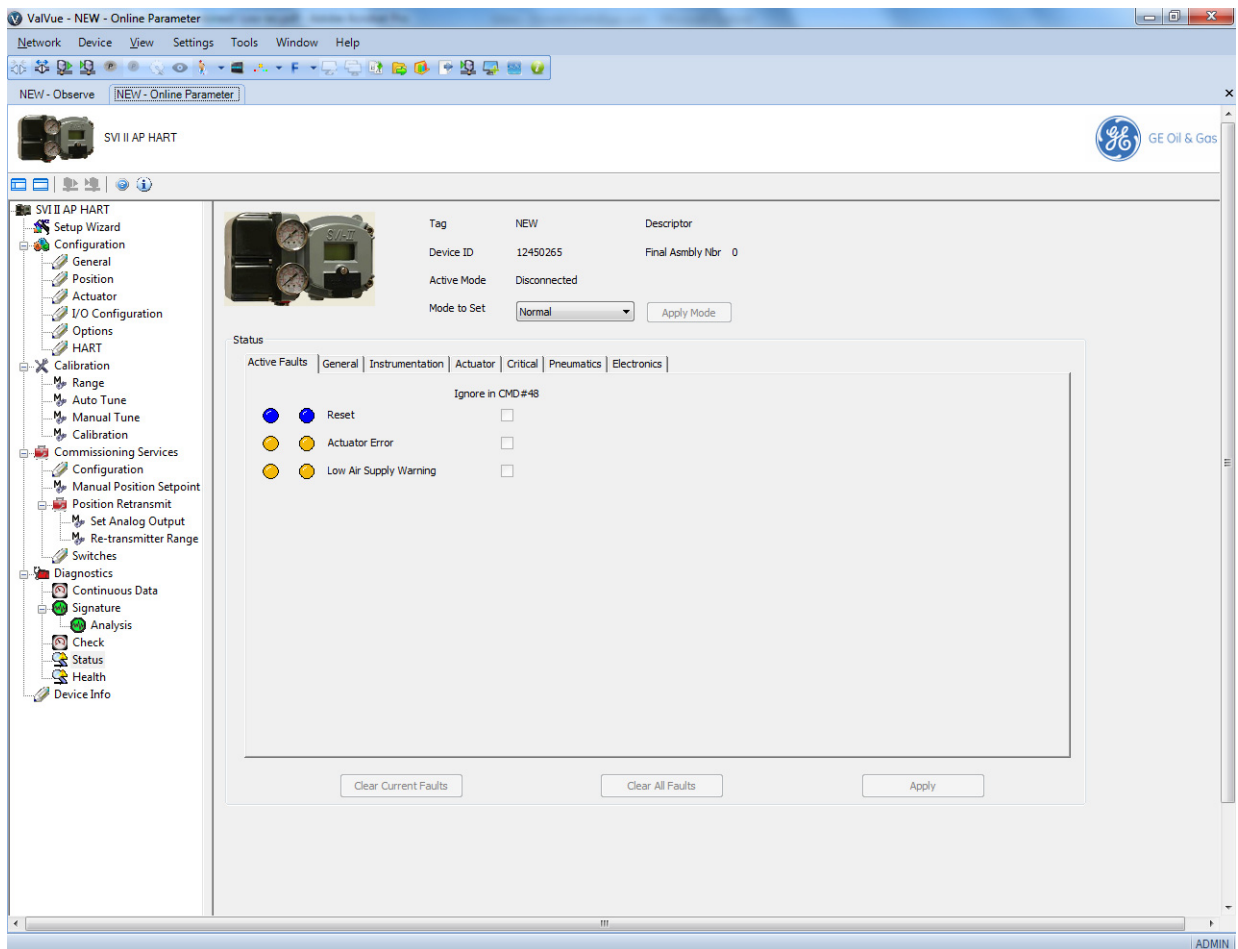 ValVue - NEW - Online Parameter
Network Device View Settings Tools Window Help
NEW - Observe NEW - Online Parameter
SVI II AP HART
GE Oil & Gas
SVI II AP HART
Setup Wizard
Configuration
General
Position
Actuator
I/O Configuration
Options
HART
Calibration
Range
Auto Tune
Manual Tune
Calibration
Commissioning Services
Configuration
Manual Position Setpoint
Position Retransmit
Set Analog Output
Re-transmitter Range
Switches
Diagnostics
Continuous Data
Signature
Analysis
Check
Status
Health
Device Info
Tag NEW Descriptor
Device ID 12450265 Final Asmbly Nbr 0
Active Mode Disconnected
Mode to Set Normal Apply Mode
Status
Active Faults General Instrumentation Actuator Critical Pneumatics Electronics
Ignore in CMD#48
Reset
Actuator Error
Low Air Supply Warning
Clear Current Faults Clear All Faults Apply
ADMIN